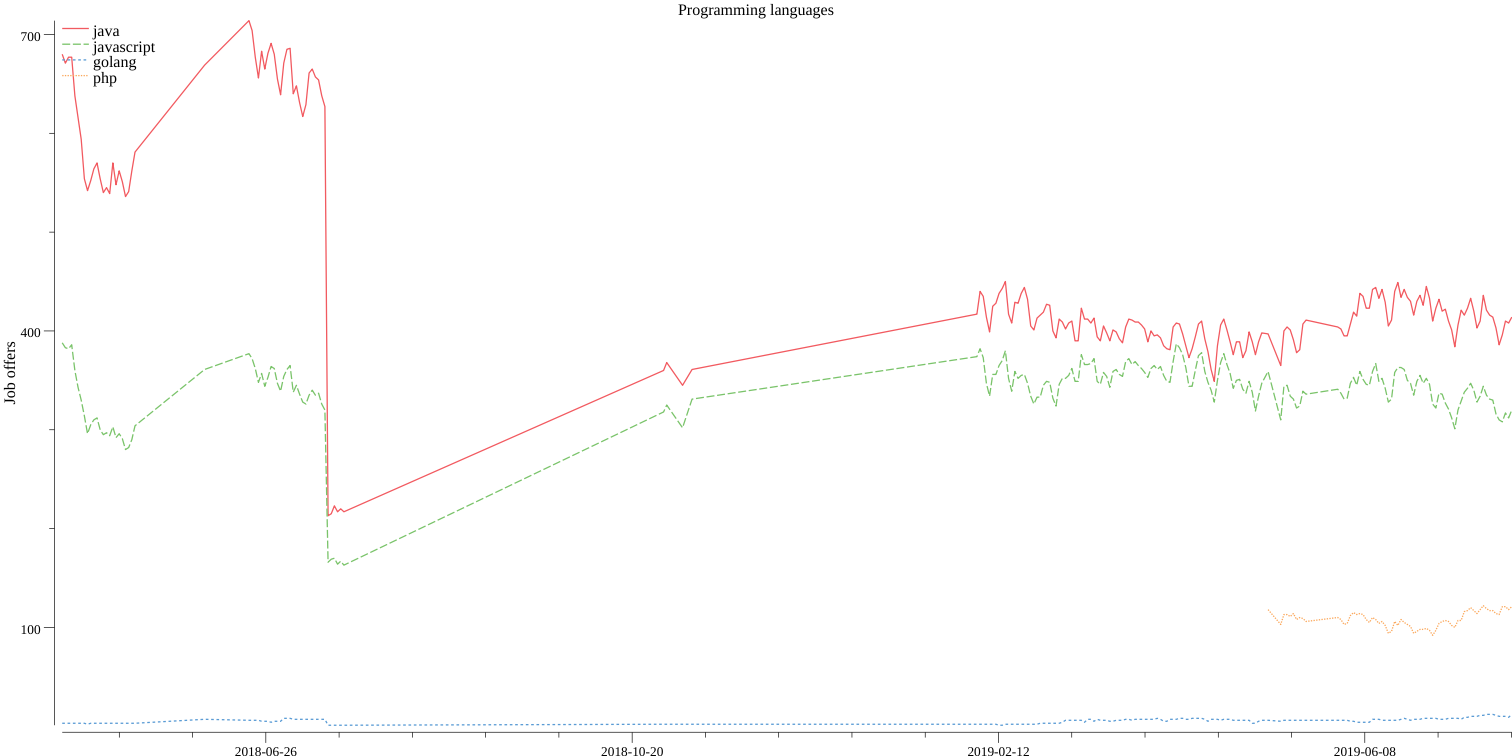 Programming languages
java
javascript
golang
php
700
400
100
Job offers
2018-06-26
2018-10-20
2019-02-12
2019-06-08